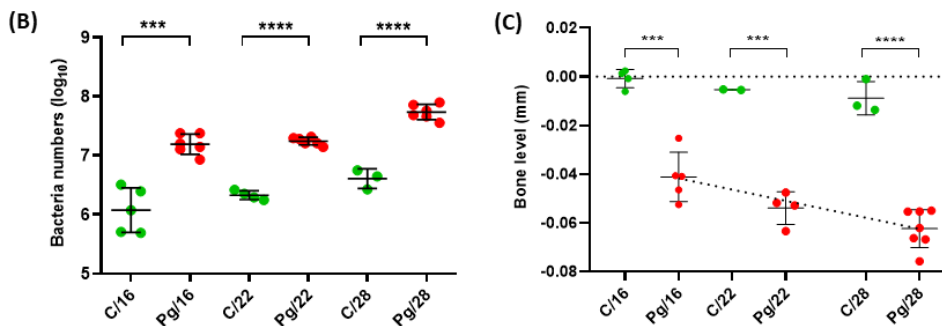 (B)
*** **** ****
Bacteria numbers (log10)
9
8
7
6
5
C/16 Pg/16 C/22 Pg/22 C/28 Pg/28
(C)
*** *** ****
Bone level (mm)
0.02
0.00
-0.02
-0.04
-0.06
-0.08
C/16 Pg/16 C/22 Pg/22 C/28 Pg/28